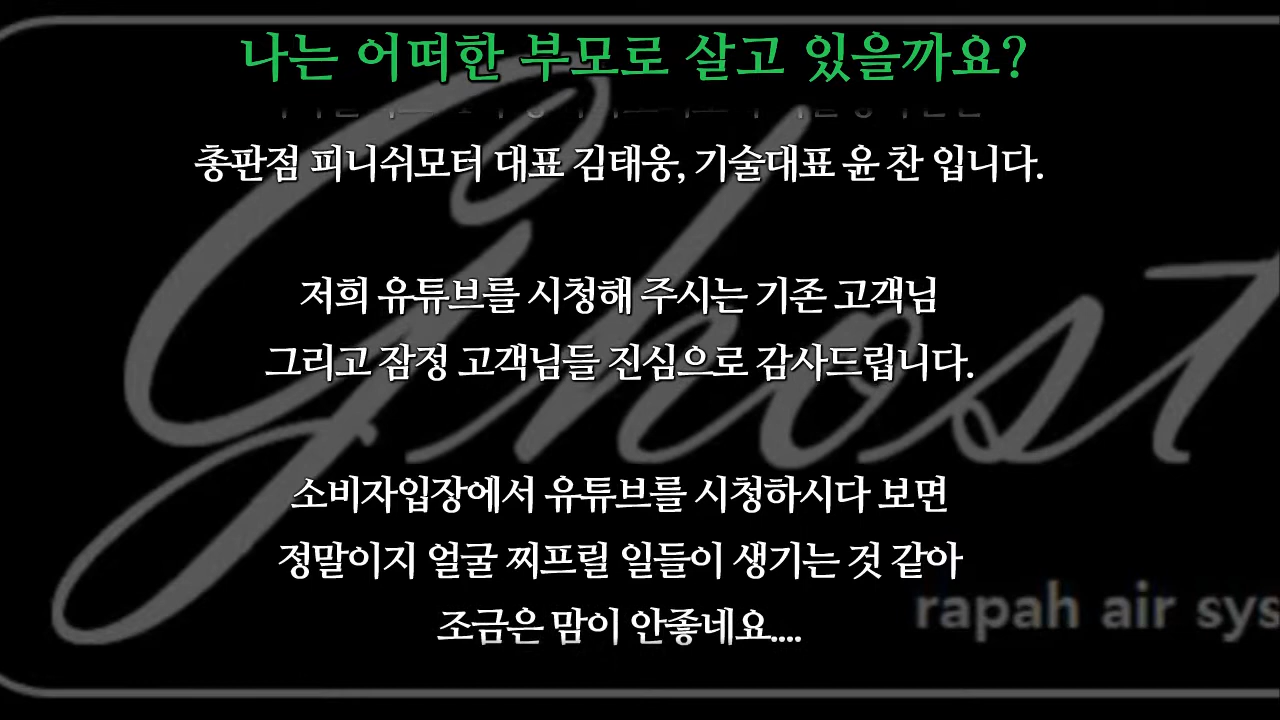 나는 어떠한 부모로 살고 있을까요?
총판점 피니쉬모터 대표 김태웅, 기술대표 윤 찬 입니다.
저희 유튜브를 시청해 주시는 기존 고객님
그리고 잠정 고객님들 진심으로 감사드립니다.
소비자입장에서 유튜브를 시청하시다 보면
정말이지 얼굴 찌프릴 일들이 생기는 것 같아
조금은 맘이 안좋네요....
Ghost
rapah air sys